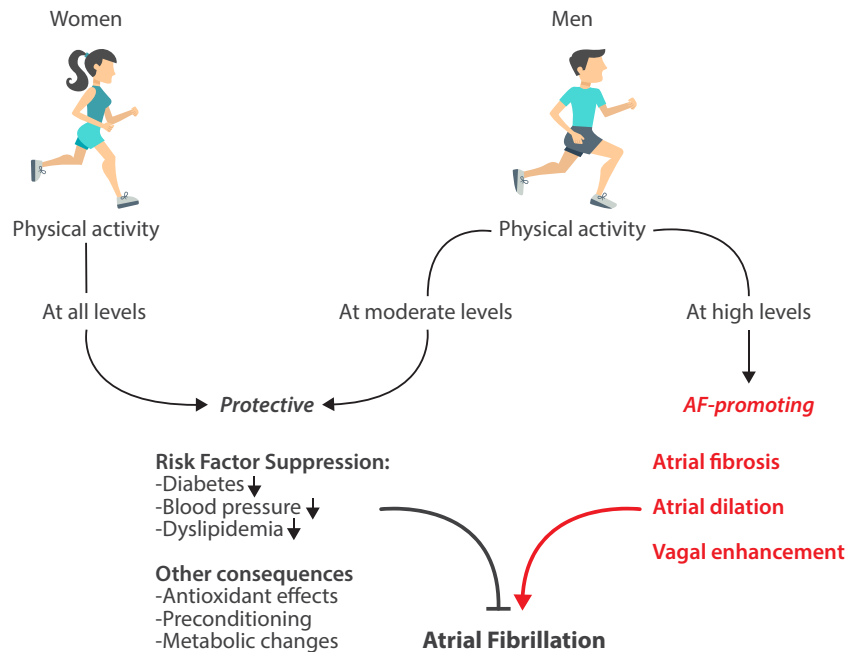 Women
Men
Physical activity
Physical activity
At all levels
At moderate levels
At high levels
Protective
AF-promoting
Risk Factor Suppression:
-Diabetes
-Blood pressure
-Dyslipidemia
Other consequences
-Antioxidant effects
-Preconditioning
-Metabolic changes
Atrial fibrosis
Atrial dilation
Vagal enhancement
Atrial Fibrillation